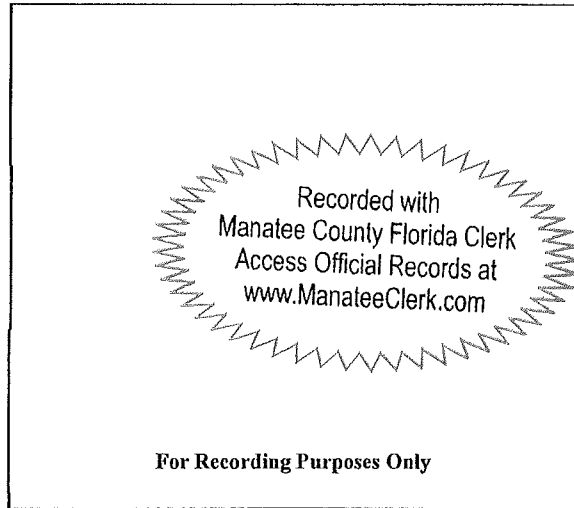 Recorded with
Manatee County Florida Clerk
Access Official Records at
www.ManateeClerk.com
For Recording Purposes Only